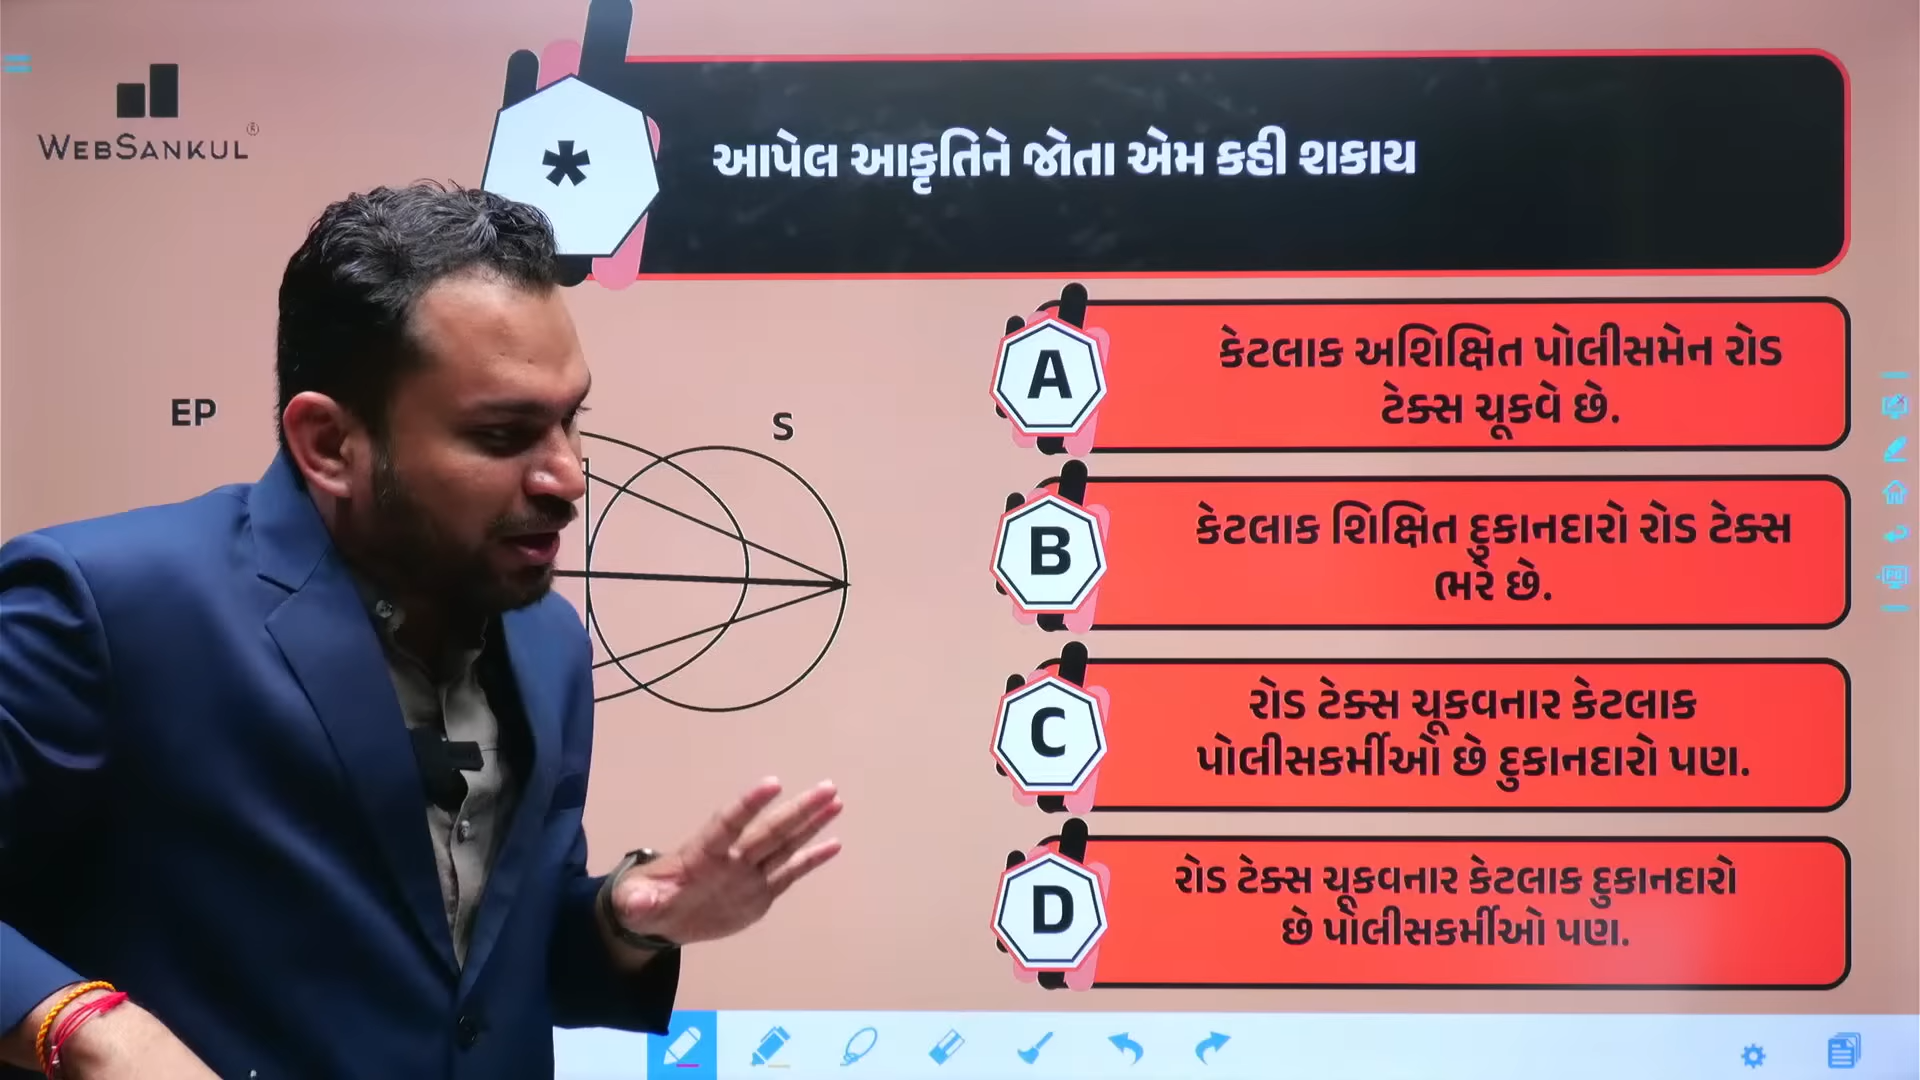 WEBSANKUL®
*
આપેલ આકૃતિને જોતા એમ કહી શકાય
EP
S
A
કેટલાક અશિક્ષિત પોલીસમેન રોડ
ટેક્સ ચૂકવે છે.
B
કેટલાક શિક્ષિત દુકાનદારો રોડ ટેક્સ
ભરે છે.
C
રોડ ટેક્સ ચૂકવનાર કેટલાક
પોલીસકર્મીઓ છે દુકાનદારો પણ.
D
રોડ ટેક્સ ચૂકવનાર કેટલાક દુકાનદારો
છે પોલીસકર્મીઓ પણ.